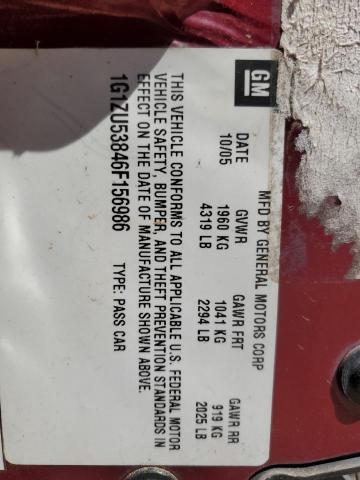 GM
MFD BY GENERAL MOTORS CORP
DATE GVWR GAWR FRT GAWR RR
10/05 1960 KG 1041 KG 919 KG
4319 LB 2294 LB 2025 LB
THIS VEHICLE CONFORMS TO ALL APPLICABLE U.S. FEDERAL MOTOR
VEHICLE SAFETY, BUMPER, AND THEFT PREVENTION STANDARDS IN
EFFECT ON THE DATE OF MANUFACTURE SHOWN ABOVE.
1G1ZU53846F156986 TYPE: PASS CAR